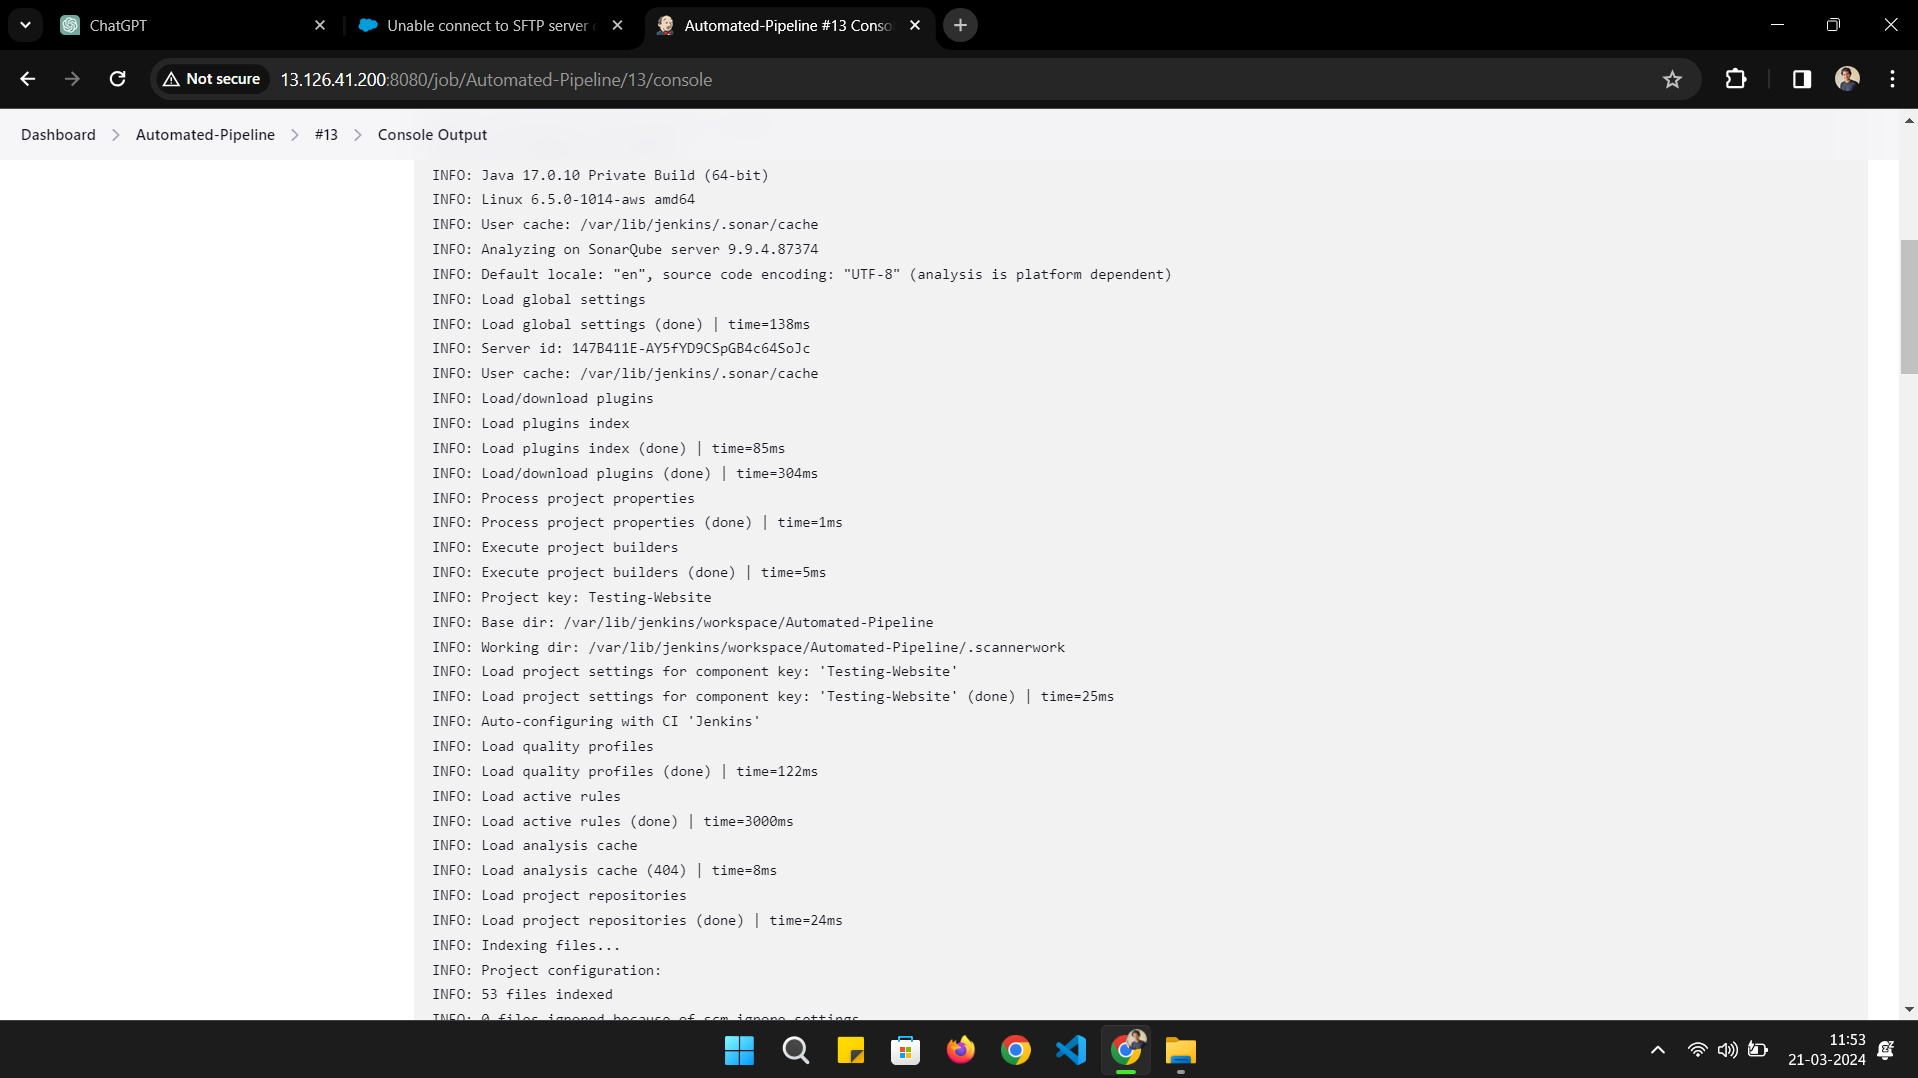 ChatGPT
Unable connect to SFTP server
Automated-Pipeline #13 Conso
Not secure
13.126.41.200:8080/job/Automated-Pipeline/13/console
Dashboard
Automated-Pipeline
#13
Console Output
INFO: Java 17.0.10 Private Build (64-bit)
INFO: Linux 6.5.0-1014-aws amd64
INFO: User cache: /var/lib/jenkins/.sonar/cache
INFO: Analyzing on SonarQube server 9.9.4.87374
INFO: Default locale: "en", source code encoding: "UTF-8" (analysis is platform dependent)
INFO: Load global settings
INFO: Load global settings (done) | time=138ms
INFO: Server id: 147B411E-AY5fYD9CSpGB4c64SoJc
INFO: User cache: /var/lib/jenkins/.sonar/cache
INFO: Load/download plugins
INFO: Load plugins index
INFO: Load plugins index (done) | time=85ms
INFO: Load/download plugins (done) | time=304ms
INFO: Process project properties
INFO: Process project properties (done) | time=1ms
INFO: Execute project builders
INFO: Execute project builders (done) | time=5ms
INFO: Project key: Testing-Website
INFO: Base dir: /var/lib/jenkins/workspace/Automated-Pipeline
INFO: Working dir: /var/lib/jenkins/workspace/Automated-Pipeline/.scannerwork
INFO: Load project settings for component key: 'Testing-Website'
INFO: Load project settings for component key: 'Testing-Website' (done) | time=25ms
INFO: Auto-configuring with CI 'Jenkins'
INFO: Load quality profiles
INFO: Load quality profiles (done) | time=122ms
INFO: Load active rules
INFO: Load active rules (done) | time=3000ms
INFO: Load analysis cache
INFO: Load analysis cache (404) | time=8ms
INFO: Load project repositories
INFO: Load project repositories (done) | time=24ms
INFO: Indexing files...
INFO: Project configuration:
INFO: 53 files indexed
INFO: 0 files ignored because of scm ignore settings
11:53
21-03-2024